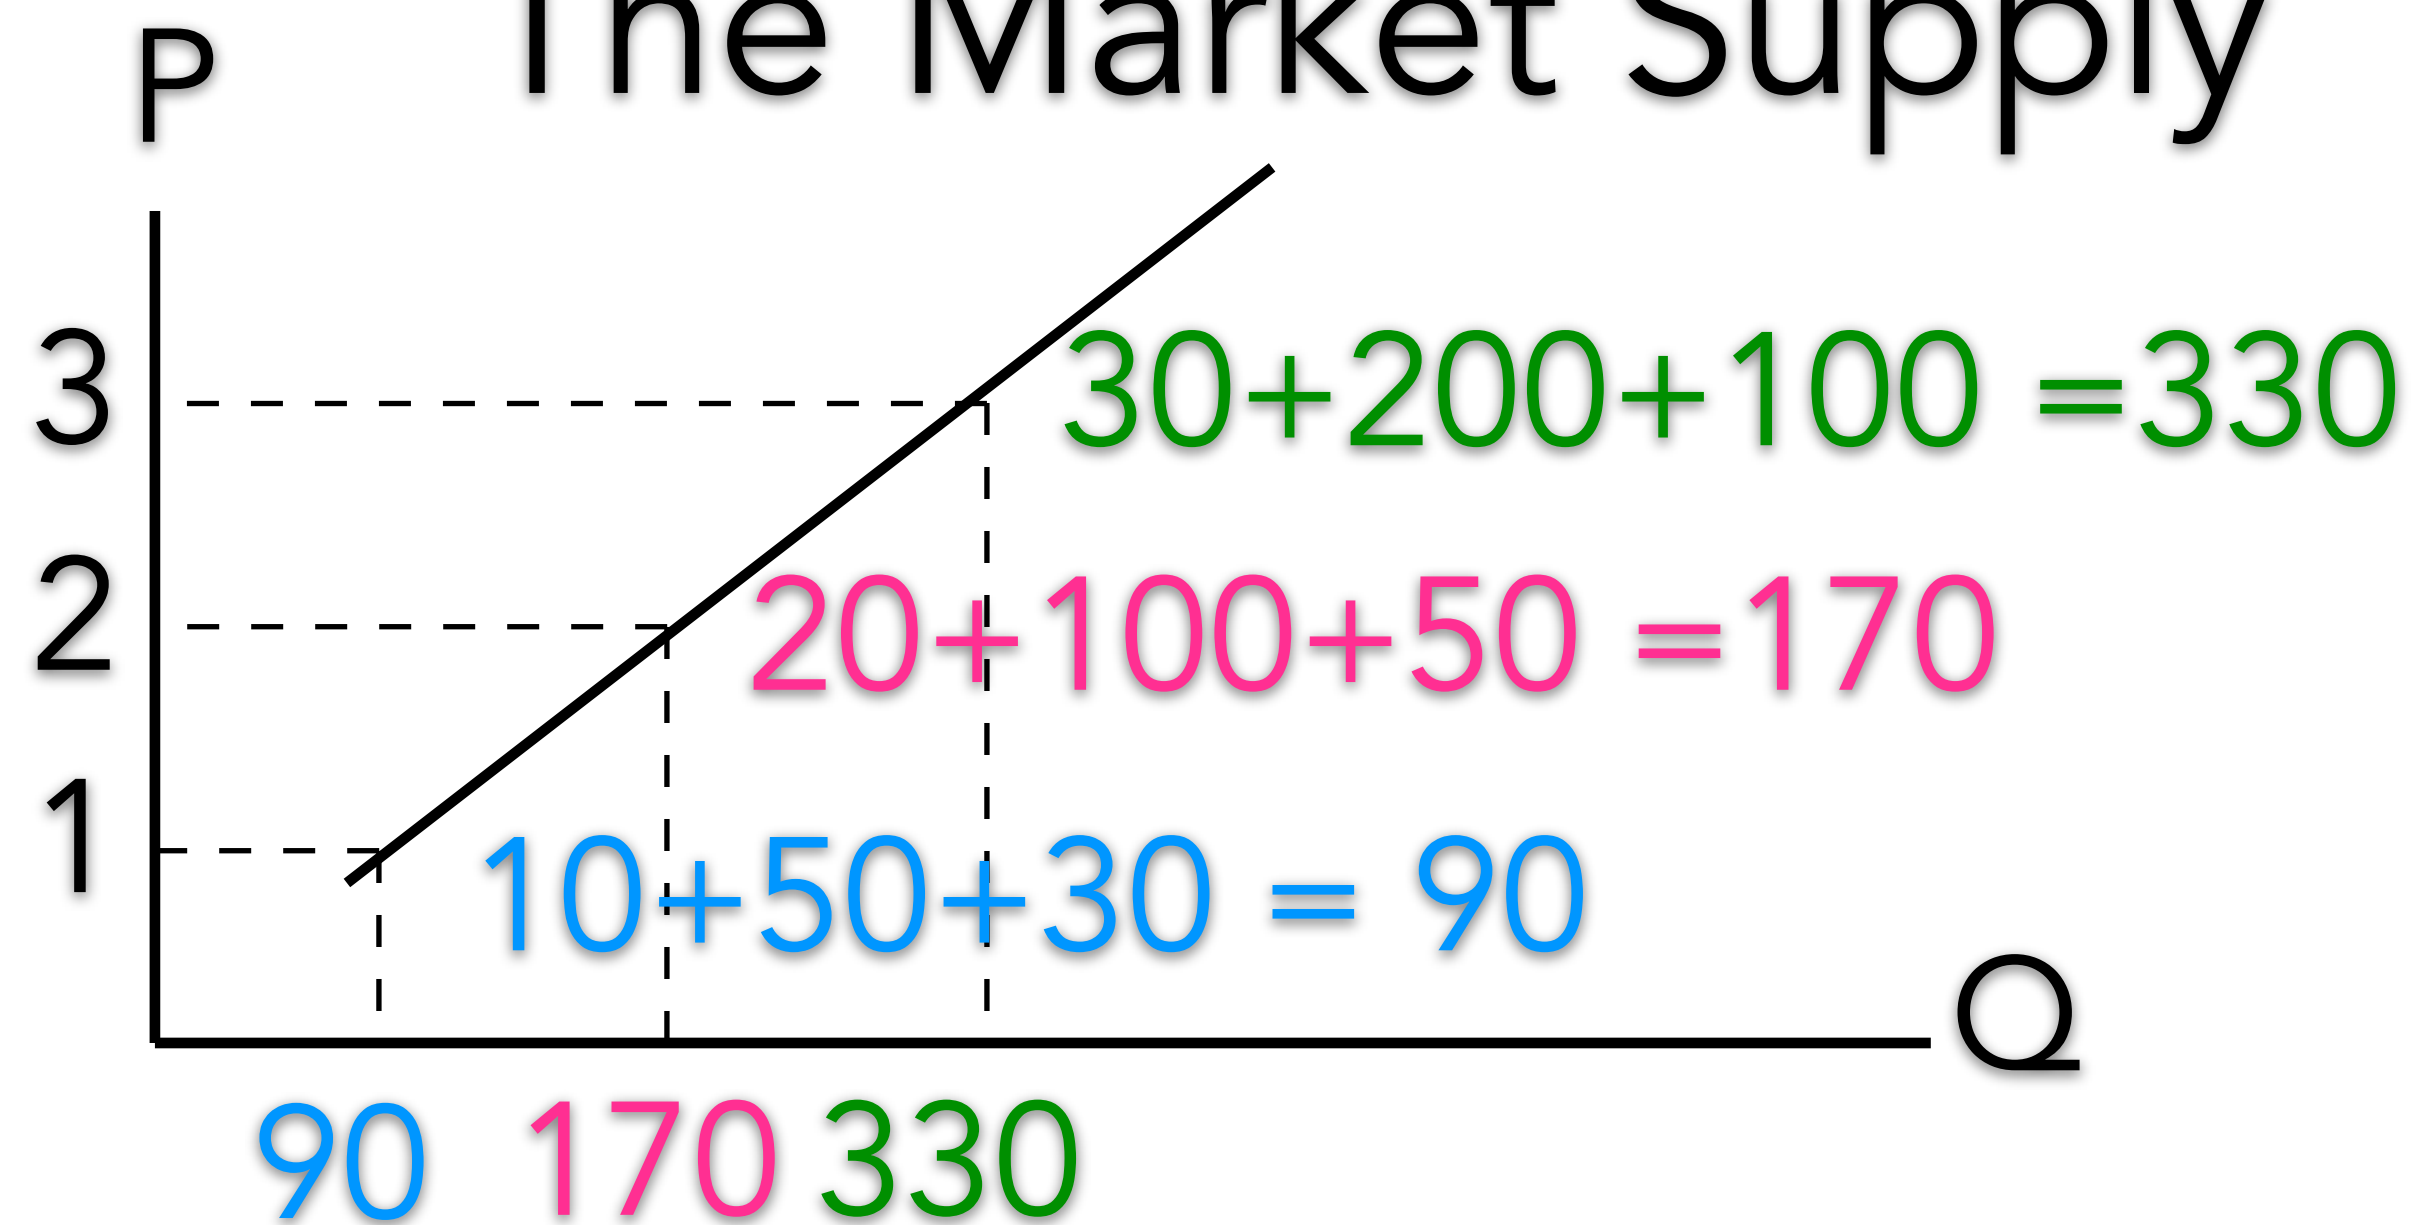 The Market Supply
P
3
30+200+100 =330
2
20+100+50 =170
1
10+50+30 = 90
Q
90 170 330